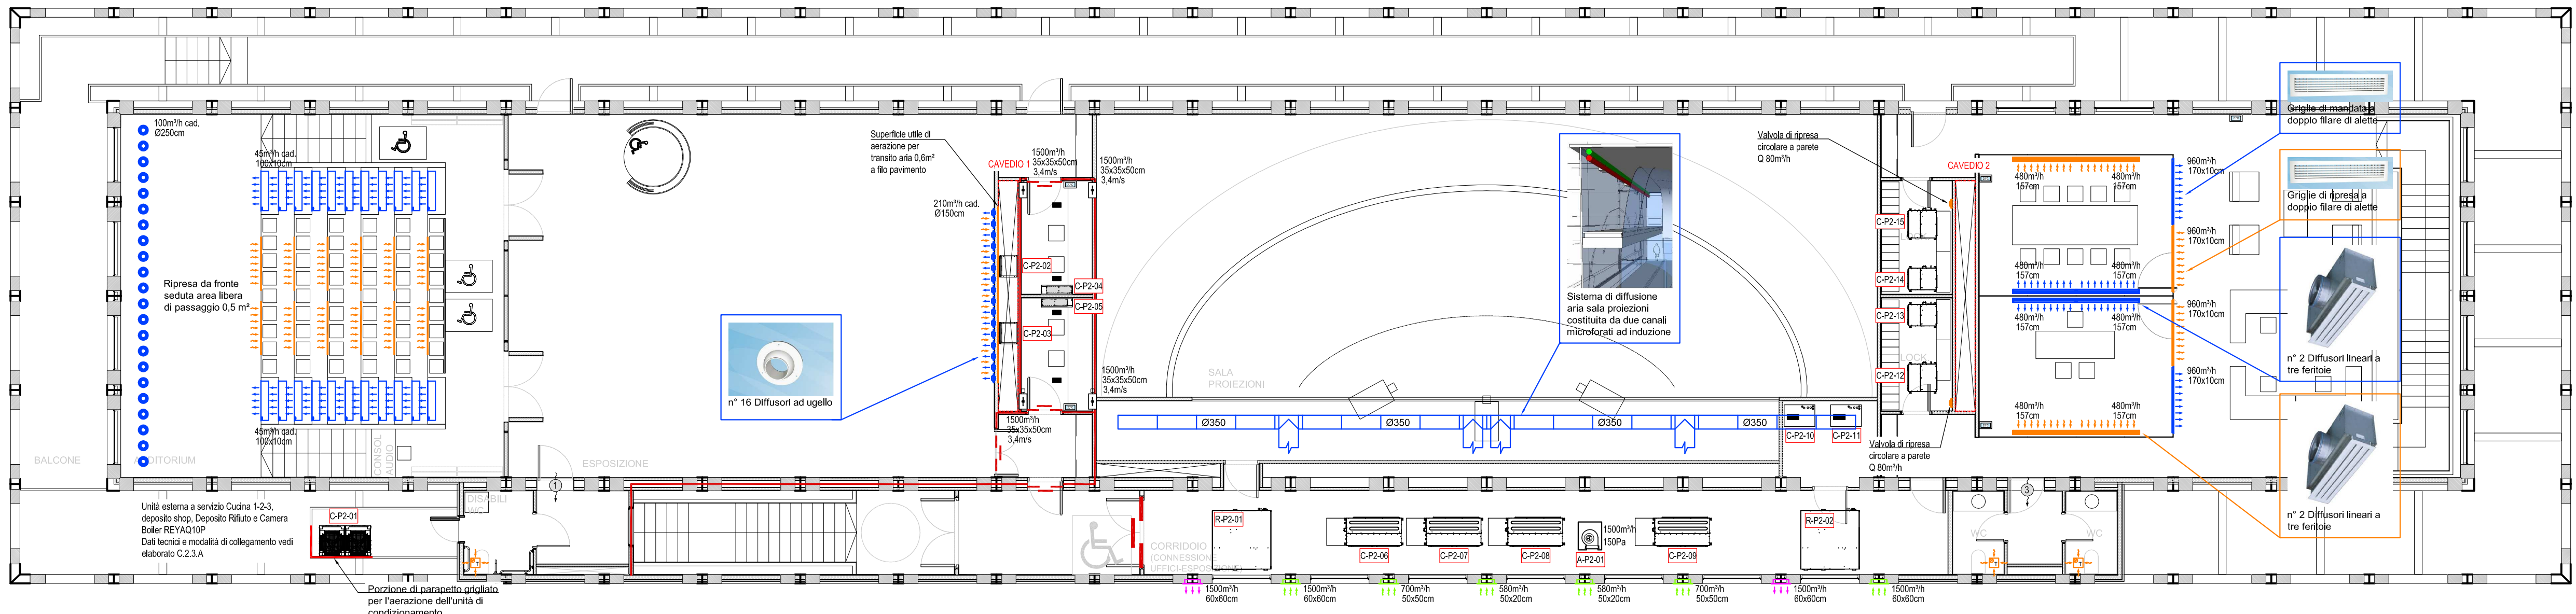 100m³/h cad.
Ø250cm
45m³/h cad.
100x10cm
Ripresa da fronte
seduta area libera
di passaggio 0,5 m²
45m³/h cad.
100x10cm
BALCONE
AUDITORIUM
CONSOL
AUDIO
ESPOSIZIONE
Unità esterna a servizio Cucina 1-2-3,
deposito shop, Deposito Rifiuto e Camera
Boiler REYAQ10P
Dati tecnici e modalità di collegamento vedi
elaborato C.2.3.A
C-P2-01
Porzione di parapetto grigliato
per l'aerazione dell'unità di
condizionamento
DISABILI
WC
1
n° 16 Diffusori ad ugello
Superficie utile di
aerazione per
transito aria 0,6m²
a filo pavimento
CAVEDIO 1
1500m³/h
35x35x50cm
3,4m/s
1500m³/h
35x35x50cm
3,4m/s
210m³/h cad.
Ø150cm
C-P2-02
C-P2-04
C-P2-05
C-P2-03
1500m³/h
35x35x50cm
3,4m/s
1500m³/h
35x35x50cm
3,4m/s
SALA
PROIEZIONI
Sistema di diffusione
aria sala proiezioni
costituita da due canali
microforati ad induzione
Ø350
Ø350
Ø350
Ø350
C-P2-10
C-P2-11
Valvola di ripresa
circolare a parete
Q 80m³/h
CAVEDIO 2
C-P2-15
C-P2-14
C-P2-13
C-P2-12
LOCK
Valvola di ripresa
circolare a parete
Q 80m³/h
480m³/h
157cm
480m³/h
157cm
480m³/h
157cm
480m³/h
157cm
480m³/h
157cm
480m³/h
157cm
480m³/h
157cm
480m³/h
157cm
960m³/h
170x10cm
960m³/h
170x10cm
960m³/h
170x10cm
960m³/h
170x10cm
Griglie di mandata a
doppio filare di alette
Griglie di ripresa a
doppio filare di alette
n° 2 Diffusori lineari a
tre feritoie
n° 2 Diffusori lineari a
tre feritoie
CORRIDOIO
(CONNESSIONE
UFFICI-ESPOSIZIONE)
R-P2-01
C-P2-06
C-P2-07
C-P2-08
A-P2-01
1500m³/h
150Pa
C-P2-09
R-P2-02
WC
3
WC
1500m³/h
60x60cm
1500m³/h
60x60cm
700m³/h
50x50cm
580m³/h
50x20cm
580m³/h
50x20cm
700m³/h
50x50cm
1500m³/h
60x60cm
1500m³/h
60x60cm